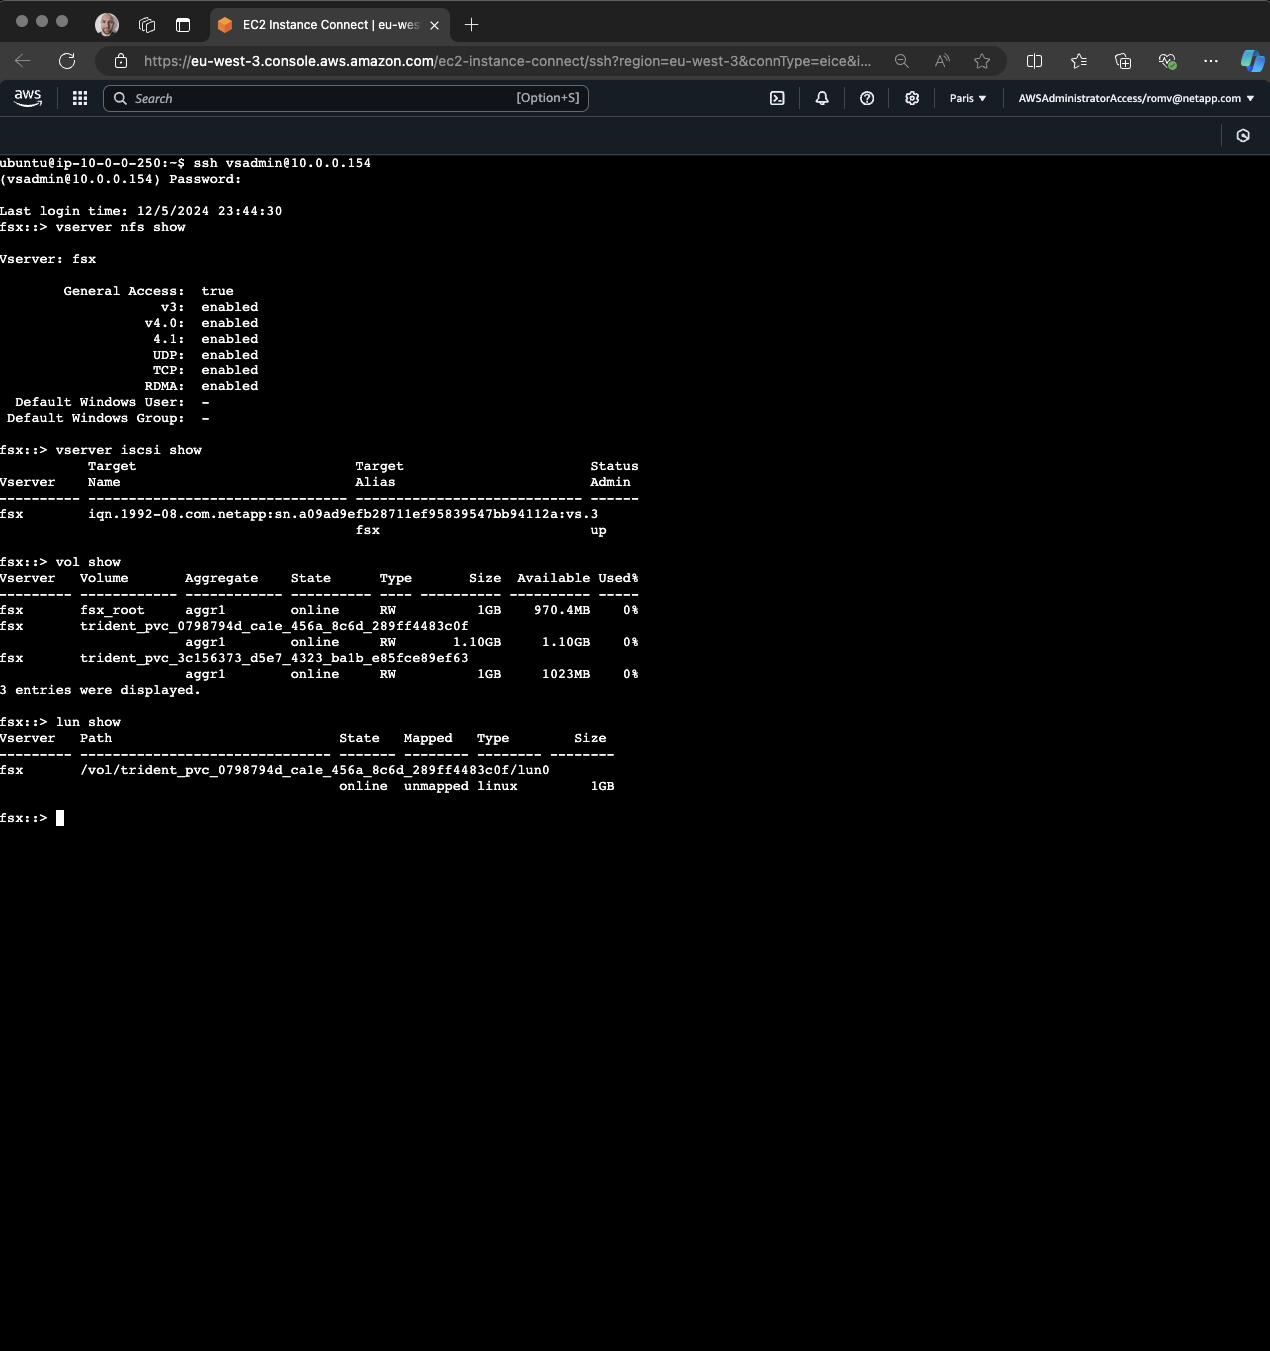 EC2 Instance Connect | eu-wes
https://eu-west-3.console.aws.amazon.com/ec2-instance-connect/ssh?region=eu-west-3&connType=eice&i...
aws
Search
[Option+S]
Paris
AWSAdministratorAccess/romv@netapp.com
ubuntu@ip-10-0-0-250:~$ ssh vsadmin@10.0.0.154
(vsadmin@10.0.0.154) Password:
Last login time: 12/5/2024 23:44:30
fsx::> vserver nfs show
Vserver: fsx
General Access: true
v3: enabled
v4.0: enabled
4.1: enabled
UDP: enabled
TCP: enabled
RDMA: enabled
Default Windows User: -
Default Windows Group: -
fsx::> vserver iscsi show
Target Target Status
Vserver Name Alias Admin
---------- -------------------------------- ---------------------------- ------
fsx iqn.1992-08.com.netapp:sn.a09ad9efb28711ef95839547bb94112a:vs.3
fsx up
fsx::> vol show
Vserver Volume Aggregate State Type Size Available Used%
--------- ------------ ------------ ---------- ---- ---------- ---------- -----
fsx fsx_root aggr1 online RW 1GB 970.4MB 0%
fsx trident_pvc_0798794d_ca1e_456a_8c6d_289ff4483c0f
aggr1 online RW 1.10GB 1.10GB 0%
fsx trident_pvc_3c156373_d5e7_4323_ba1b_e85fce89ef63
aggr1 online RW 1GB 1023MB 0%
3 entries were displayed.
fsx::> lun show
Vserver Path State Mapped Type Size
--------- ------------------------------- ------- -------- -------- --------
fsx /vol/trident_pvc_0798794d_ca1e_456a_8c6d_289ff4483c0f/lun0
online unmapped linux 1GB
fsx::>